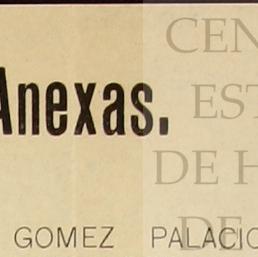 CEN
Anexas.
EST
DE H
GOMEZ PALACIO
DE